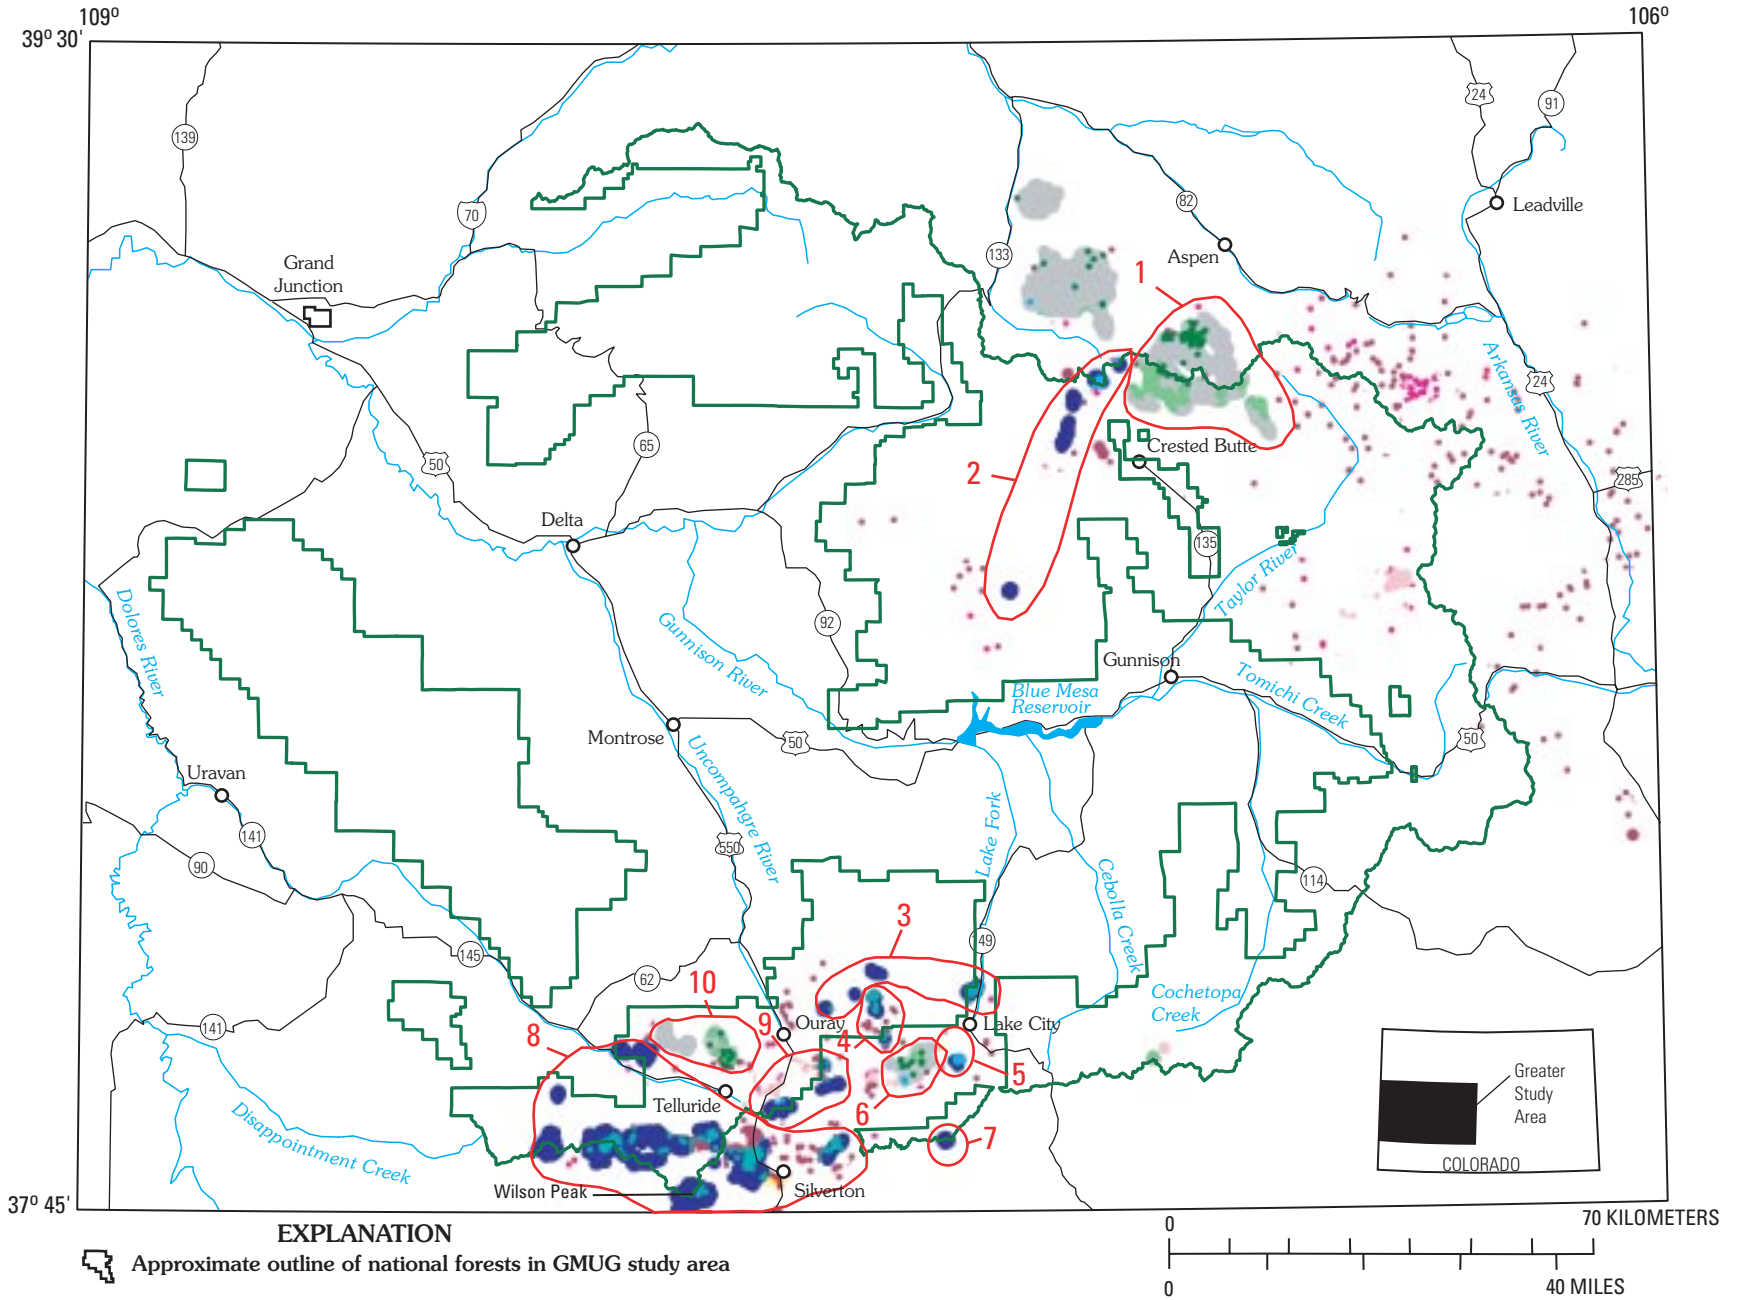 109º
106º
39º 30'
24
91
139
82
Leadville
70
133
Aspen
Grand
Junction
1
Arkansas River
24
65
50
Crested Butte
2
285
Delta
135
Taylor River
Dolores River
92
Gunnison River
Gunnison
Tomichi Creek
Blue Mesa
Reservoir
Montrose
50
50
Uncompahgre River
Uravan
Lake Fork
141
550
90
Cebolla Creek
114
3
149
145
62
10
Cochetopa
Creek
141
9
Ouray
Lake City
8
4
5
Greater
Study
Area
Telluride
6
Disappointment Creek
7
COLORADO
Wilson Peak
Silverton
37º 45'
EXPLANATION
0
70 KILOMETERS
Approximate outline of national forests in GMUG study area
0
40 MILES